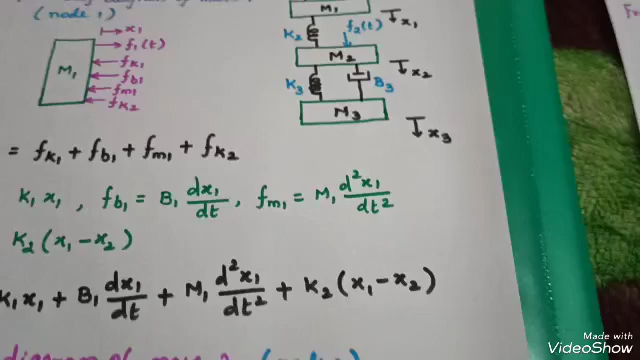 (node 1)
M1
x1
f1(t)
fk1
fb1
fm1
fk2
M1
x1
K2
f2(t)
M2
x2
K3
B3
M3
x3
= fk1 + fb1 + fm1 + fk2
K1 x1 , fb1 = B1 dx1/dt , fm1 = M1 d²x1/dt²
K2 (x1 - x2)
K1 x1 + B1 dx1/dt + M1 d²x1/dt² + K2 (x1 - x2)
Made with
VideoShow